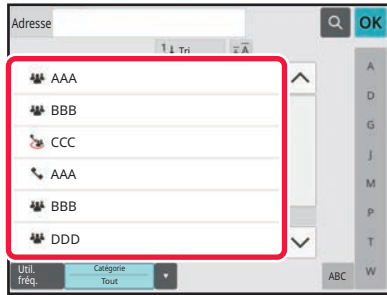 Adresse
OK
1 Tri
A
AAA
BBB
CCC
AAA
BBB
DDD
A
D
G
J
M
P
T
W
Util.
fréq.
Catégorie
Tout
ABC